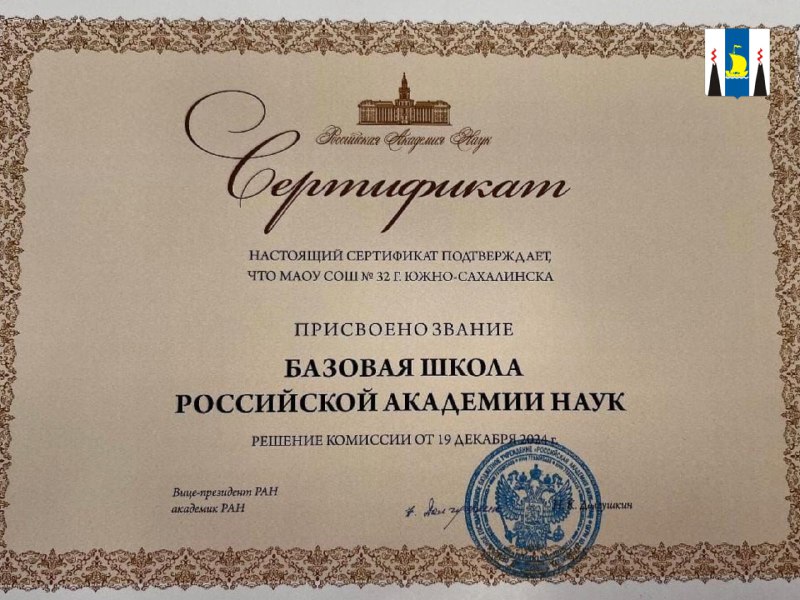 Российская Академия Наук
Сертификат
НАСТОЯЩИЙ СЕРТИФИКАТ ПОДТВЕРЖДАЕТ,
ЧТО МАОУ СОШ № 32 Г. ЮЖНО-САХАЛИНСКА
ПРИСВОЕНО ЗВАНИЕ
БАЗОВАЯ ШКОЛА
РОССИЙСКОЙ АКАДЕМИИ НАУК
РЕШЕНИЕ КОМИССИИ ОТ 19 ДЕКАБРЯ 2024 г.
Вице-президент РАН
академик РАН